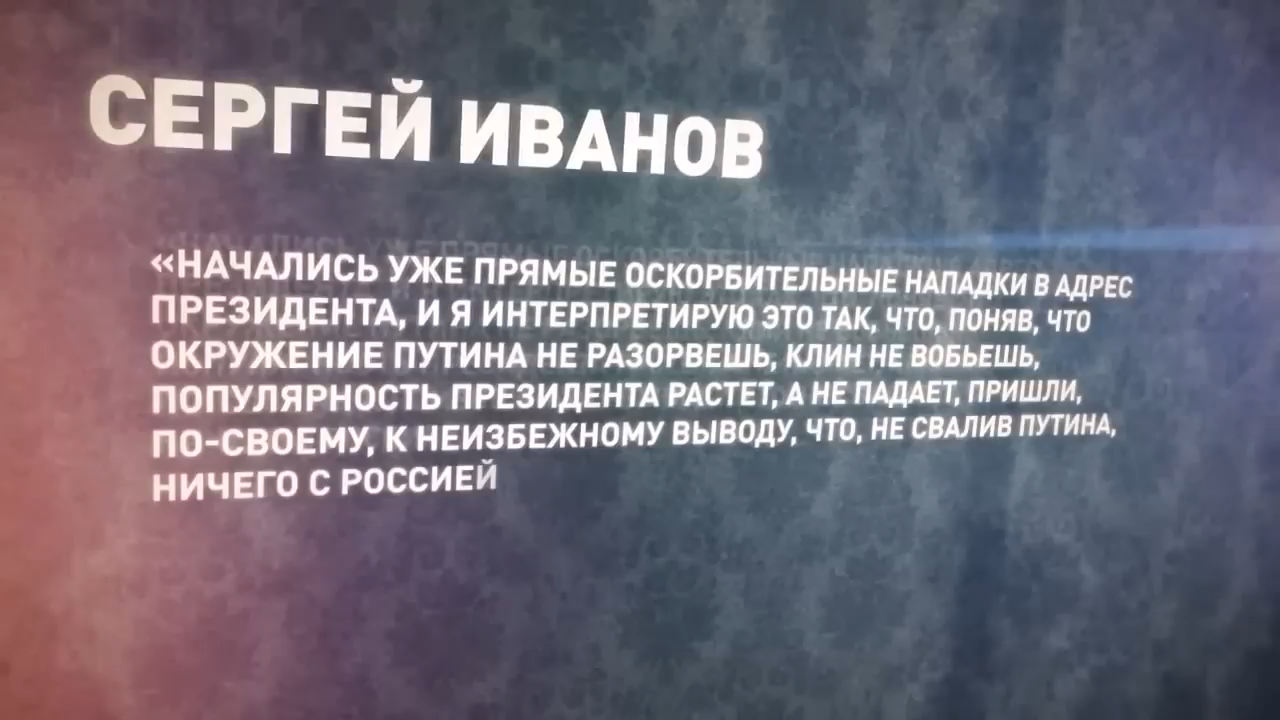 СЕРГЕЙ ИВАНОВ
«НАЧАЛИСЬ УЖЕ ПРЯМЫЕ ОСКОРБИТЕЛЬНЫЕ НАПАДКИ В АДРЕС
ПРЕЗИДЕНТА, И Я ИНТЕРПРЕТИРУЮ ЭТО ТАК, ЧТО, ПОНЯВ, ЧТО
ОКРУЖЕНИЕ ПУТИНА НЕ РАЗОРВЕШЬ, КЛИН НЕ ВОБЬЕШЬ,
ПОПУЛЯРНОСТЬ ПРЕЗИДЕНТА РАСТЕТ, А НЕ ПАДАЕТ, ПРИШЛИ,
ПО-СВОЕМУ, К НЕИЗБЕЖНОМУ ВЫВОДУ, ЧТО, НЕ СВАЛИВ ПУТИНА,
НИЧЕГО С РОССИЕЙ